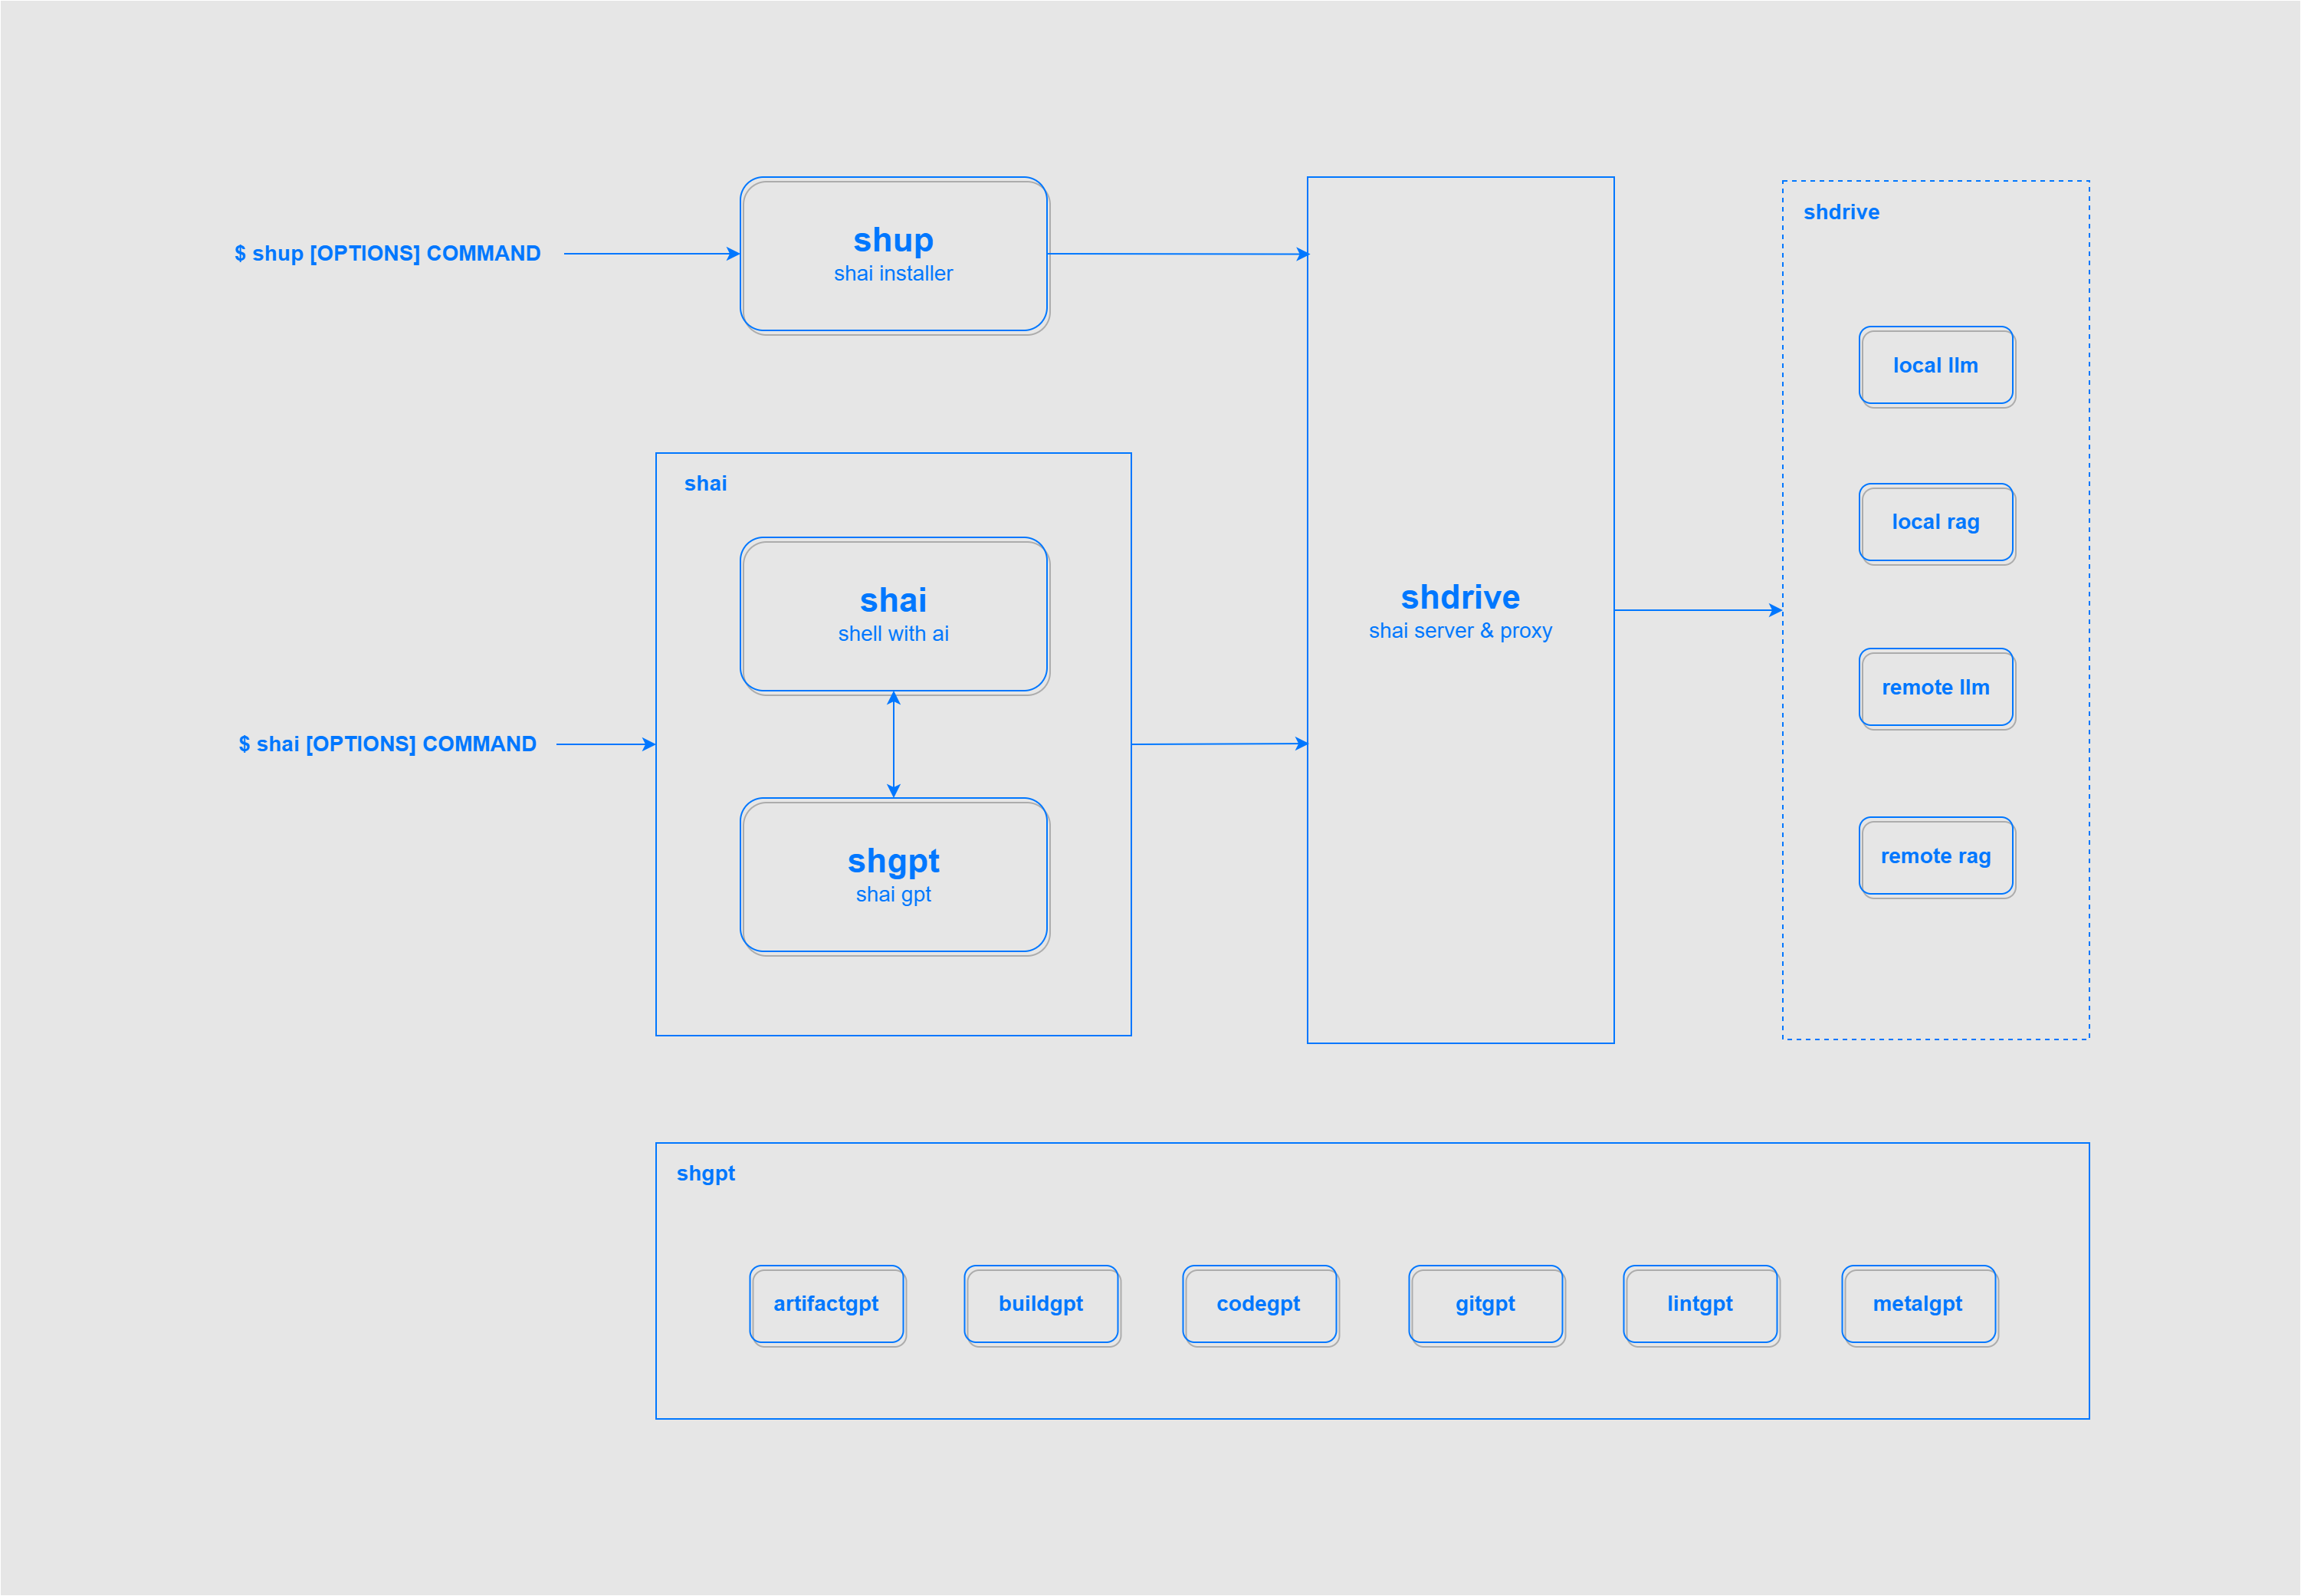 $ shup [OPTIONS] COMMAND
shup
shai installer
shdrive
local llm
local rag
shai
shai
shell with ai
shdrive
shai server & proxy
remote llm
$ shai [OPTIONS] COMMAND
shgpt
shai gpt
remote rag
shgpt
artifactgpt
buildgpt
codegpt
gitgpt
lintgpt
metalgpt